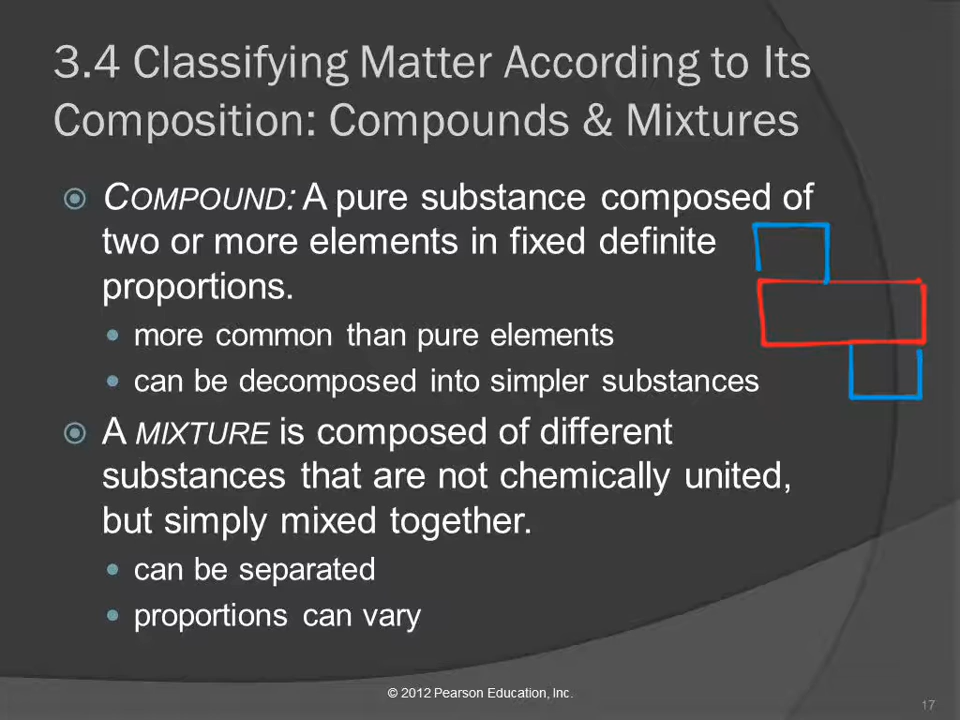 3.4 Classifying Matter According to Its
Composition: Compounds & Mixtures
COMPOUND: A pure substance composed of
two or more elements in fixed definite
proportions.
more common than pure elements
can be decomposed into simpler substances
A MIXTURE is composed of different
substances that are not chemically united,
but simply mixed together.
can be separated
proportions can vary
© 2012 Pearson Education, Inc.
17